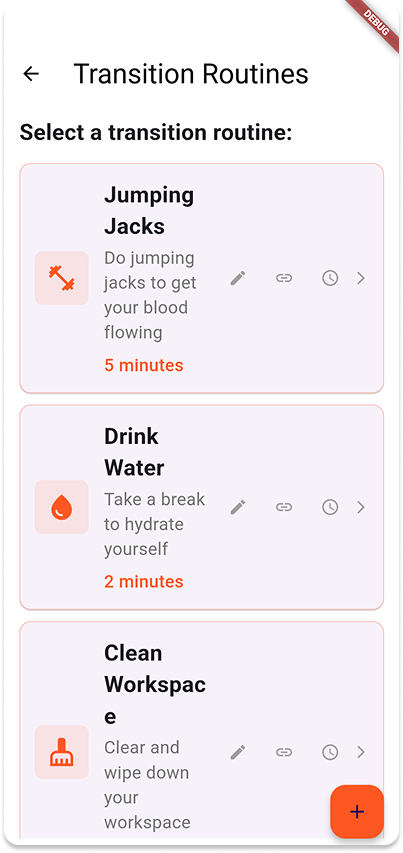 DEBUG
Transition Routines
Select a transition routine:
Jumping
Jacks
Do jumping
jacks to get
your blood
flowing
5 minutes
Drink
Water
Take a break
to hydrate
yourself
2 minutes
Clean
Workspac
e
Clear and
wipe down
your
workspace